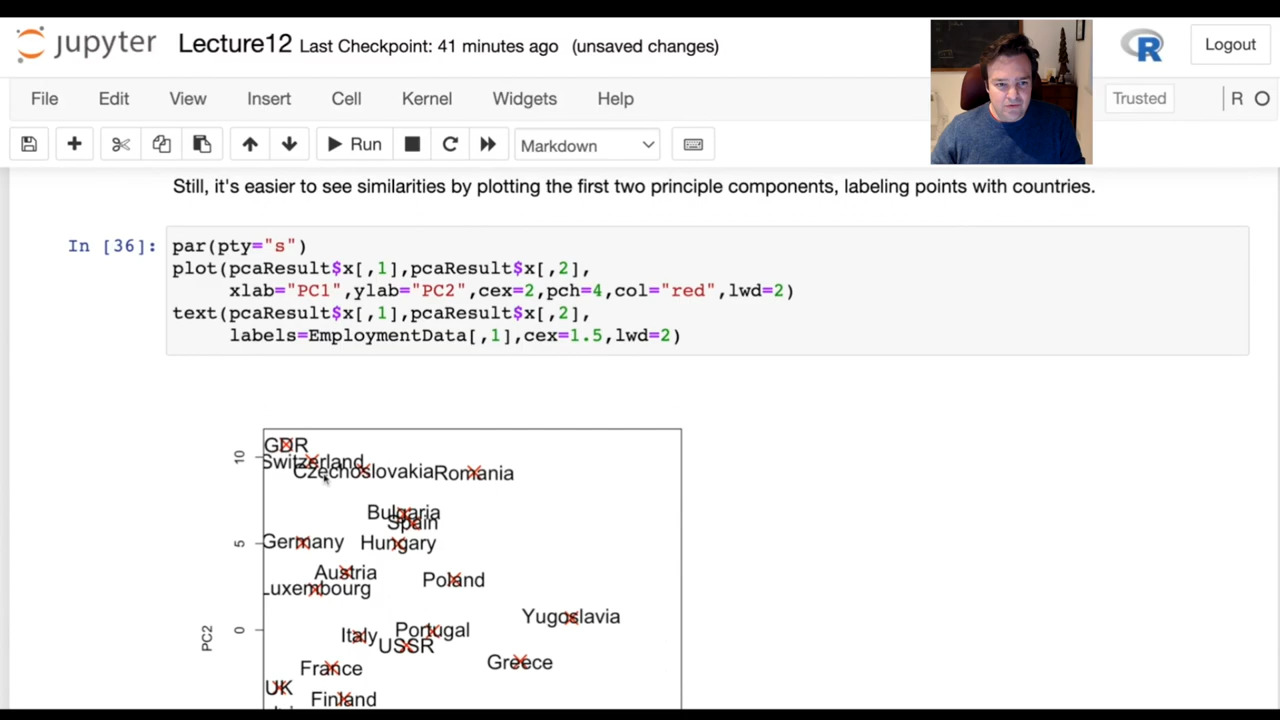 jupyter Lecture12 Last Checkpoint: 41 minutes ago (unsaved changes)
R
Logout
File Edit View Insert Cell Kernel Widgets Help
Trusted
R
Run
Markdown
Still, it's easier to see similarities by plotting the first two principle components, labeling points with countries.
In [36]:
par(pty="s")
plot(pcaResult$x[,1],pcaResult$x[,2],
xlab="PC1",ylab="PC2",cex=2,pch=4,col="red",lwd=2)
text(pcaResult$x[,1],pcaResult$x[,2],
labels=EmploymentData[,1],cex=1.5,lwd=2)
GDR
10
Switzerland
Czechoslovakia
Romania
Bulgaria
Spain
5
Germany
Hungary
Austria
Poland
Luxembourg
Yugoslavia
0
Portugal
Italy
PC2
USSR
Greece
France
UK
Finland